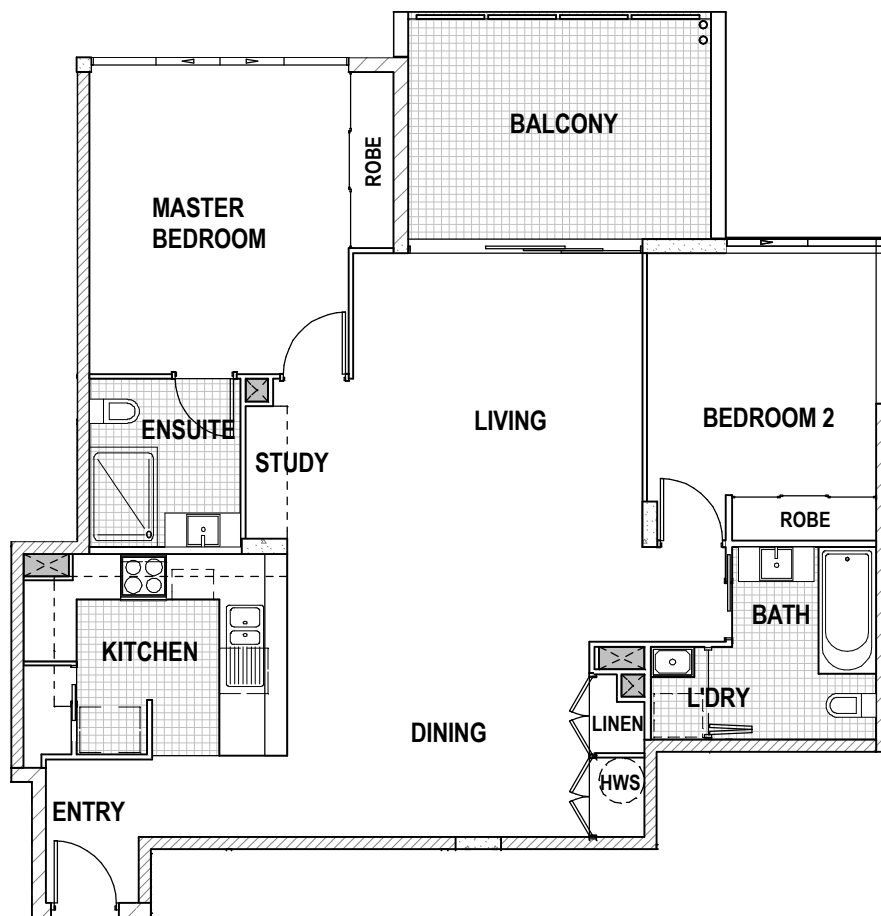 BALCONY
ROBE
MASTER
BEDROOM
LIVING
BEDROOM 2
ENSUITE
STUDY
ROBE
BATH
KITCHEN
L'DRY
LINEN
DINING
HWS
ENTRY